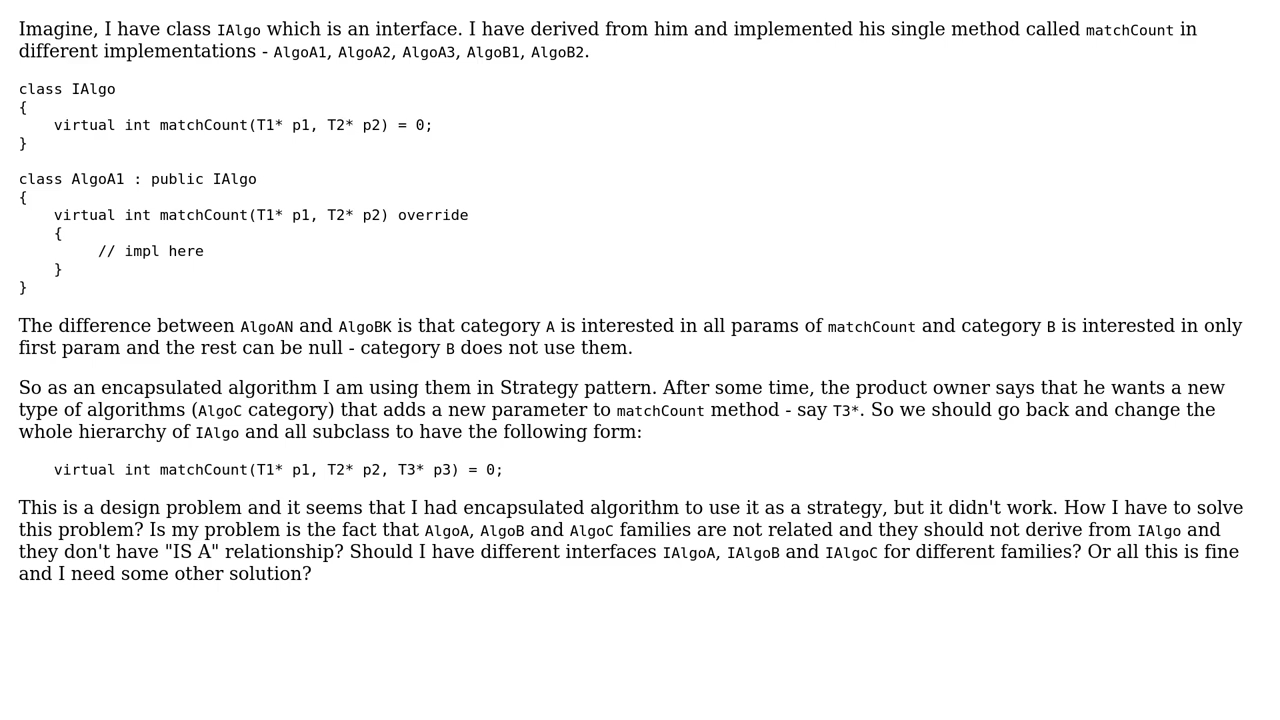 Imagine, I have class IAlgo which is an interface. I have derived from him and implemented his single method called matchCount in
different implementations - AlgoA1, AlgoA2, AlgoA3, AlgoB1, AlgoB2.
class IAlgo
{
    virtual int matchCount(T1* p1, T2* p2) = 0;
}
class AlgoA1 : public IAlgo
{
    virtual int matchCount(T1* p1, T2* p2) override
    {
         // impl here
    }
}
The difference between AlgoAN and AlgoBK is that category A is interested in all params of matchCount and category B is interested in only
first param and the rest can be null - category B does not use them.
So as an encapsulated algorithm I am using them in Strategy pattern. After some time, the product owner says that he wants a new
type of algorithms (AlgoC category) that adds a new parameter to matchCount method - say T3*. So we should go back and change the
whole hierarchy of IAlgo and all subclass to have the following form:
    virtual int matchCount(T1* p1, T2* p2, T3* p3) = 0;
This is a design problem and it seems that I had encapsulated algorithm to use it as a strategy, but it didn't work. How I have to solve
this problem? Is my problem is the fact that AlgoA, AlgoB and AlgoC families are not related and they should not derive from IAlgo and
they don't have "IS A" relationship? Should I have different interfaces IAlgoA, IAlgoB and IAlgoC for different families? Or all this is fine
and I need some other solution?